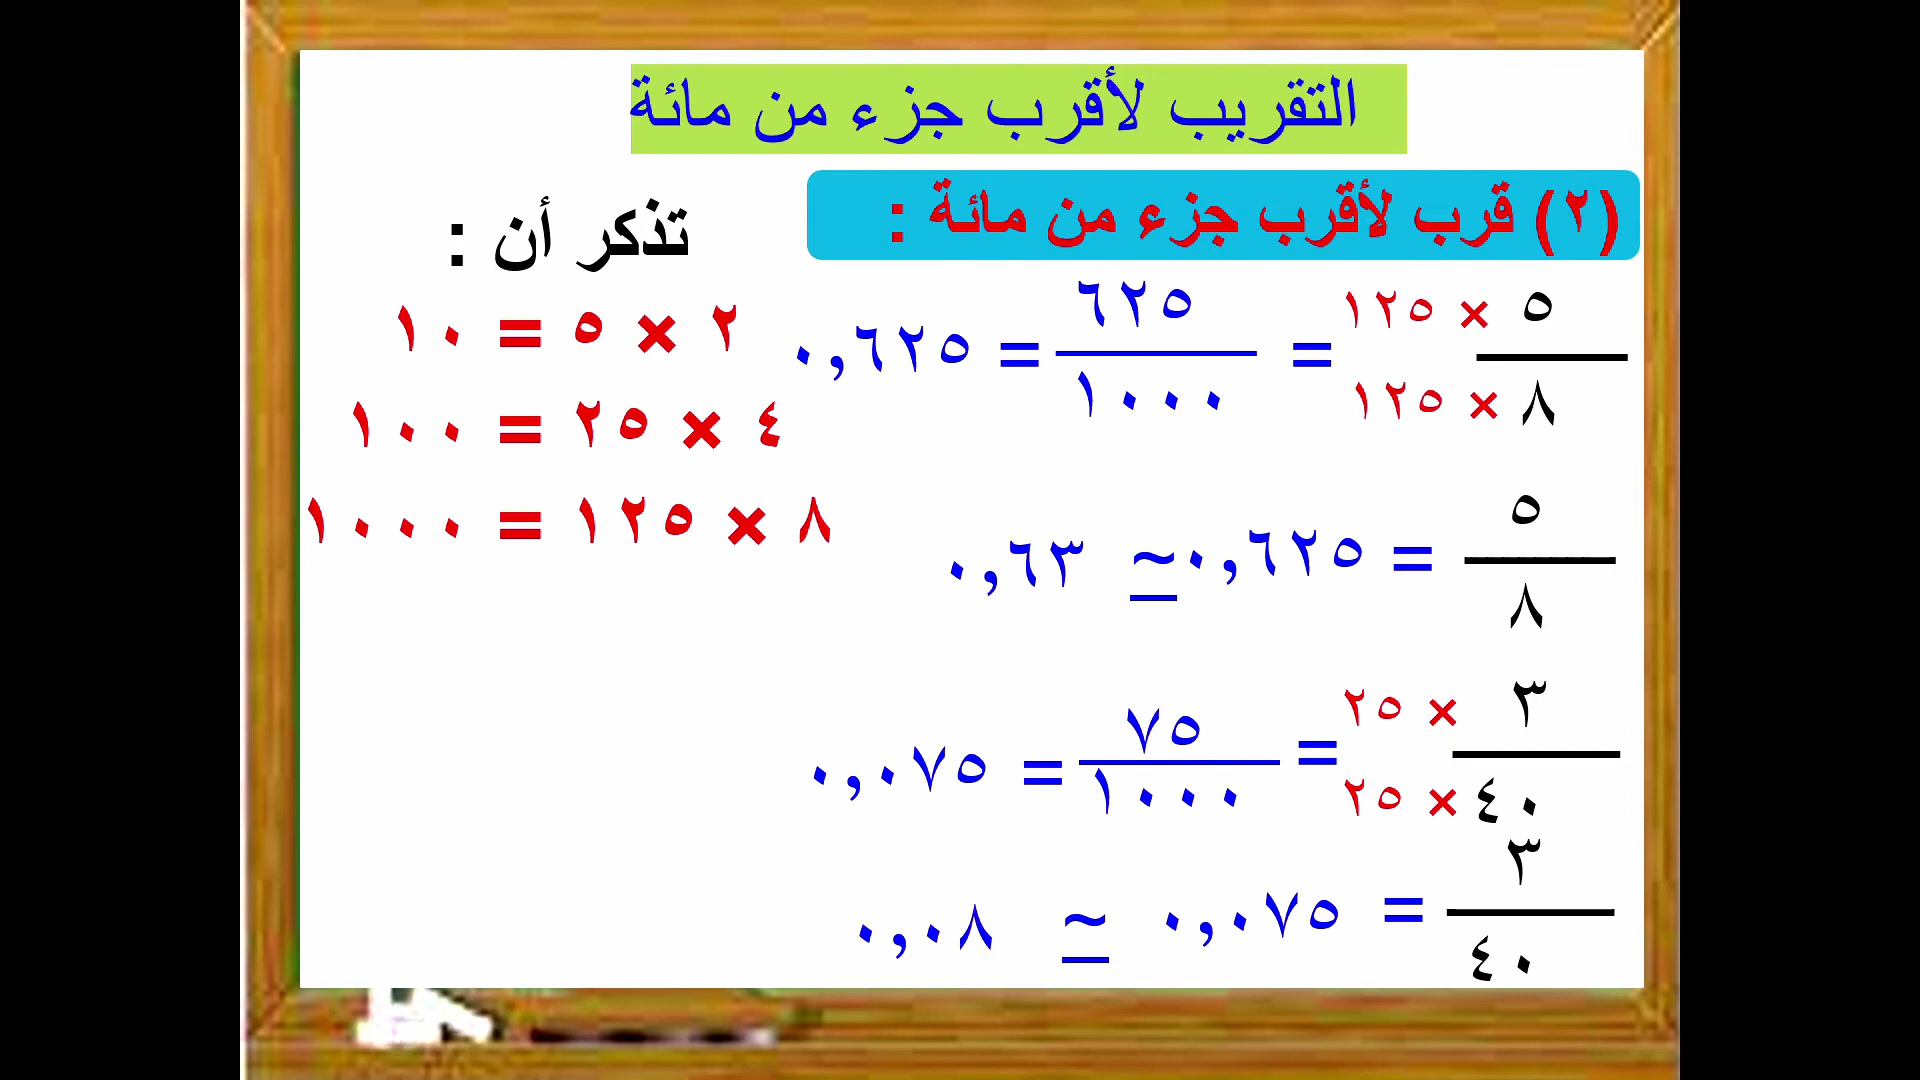 التقريب لأقرب جزء من مائة
(٢) قرب لأقرب جزء من مائة :
٥ × ١٢٥ / ٨ × ١٢٥ = ٦٢٥ / ١٠٠٠ = ٠,٦٢٥
٥ / ٨ = ٠,٦٢٥ ≃ ٠,٦٣
٣ × ٢٥ / ٤٠ × ٢٥ = ٧٥ / ١٠٠٠ = ٠,٠٧٥
٣ / ٤٠ = ٠,٠٧٥ ≃ ٠,٠٨
تذكر أن :
٢ × ٥ = ١٠
٤ × ٢٥ = ١٠٠
٨ × ١٢٥ = ١٠٠٠